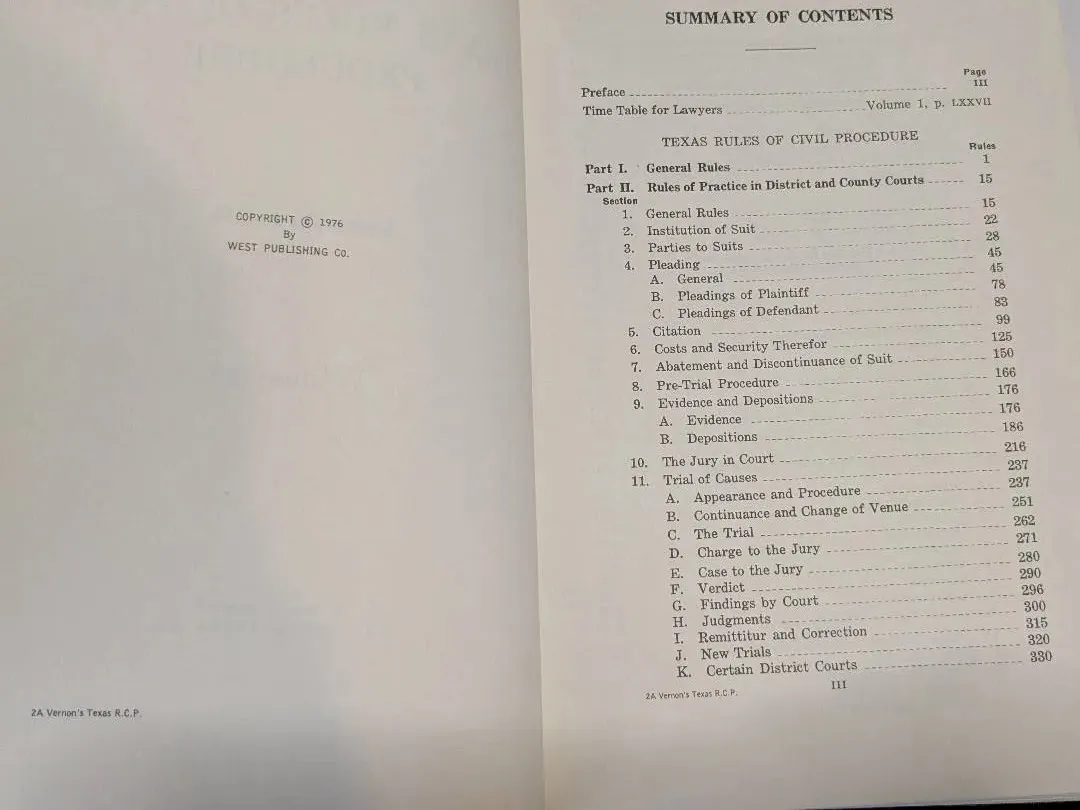 COPYRIGHT © 1976
By
WEST PUBLISHING CO.
2A Vernon's Texas R.C.P.
SUMMARY OF CONTENTS
Page
Preface III
Time Table for Lawyers Volume 1, p. LXXVII
TEXAS RULES OF CIVIL PROCEDURE
Rules
Part I. General Rules 1
Part II. Rules of Practice in District and County Courts 15
Section
1. General Rules 15
2. Institution of Suit 22
3. Parties to Suits 28
4. Pleading 45
A. General 45
B. Pleadings of Plaintiff 78
C. Pleadings of Defendant 83
5. Citation 99
6. Costs and Security Therefor 125
7. Abatement and Discontinuance of Suit 150
8. Pre-Trial Procedure 166
9. Evidence and Depositions 176
A. Evidence 176
B. Depositions 186
10. The Jury in Court 216
11. Trial of Causes 237
A. Appearance and Procedure 237
B. Continuance and Change of Venue 251
C. The Trial 262
D. Charge to the Jury 271
E. Case to the Jury 280
F. Verdict 290
G. Findings by Court 296
H. Judgments 300
I. Remittitur and Correction 315
J. New Trials 320
K. Certain District Courts 330
2A Vernon's Texas R.C.P.
III